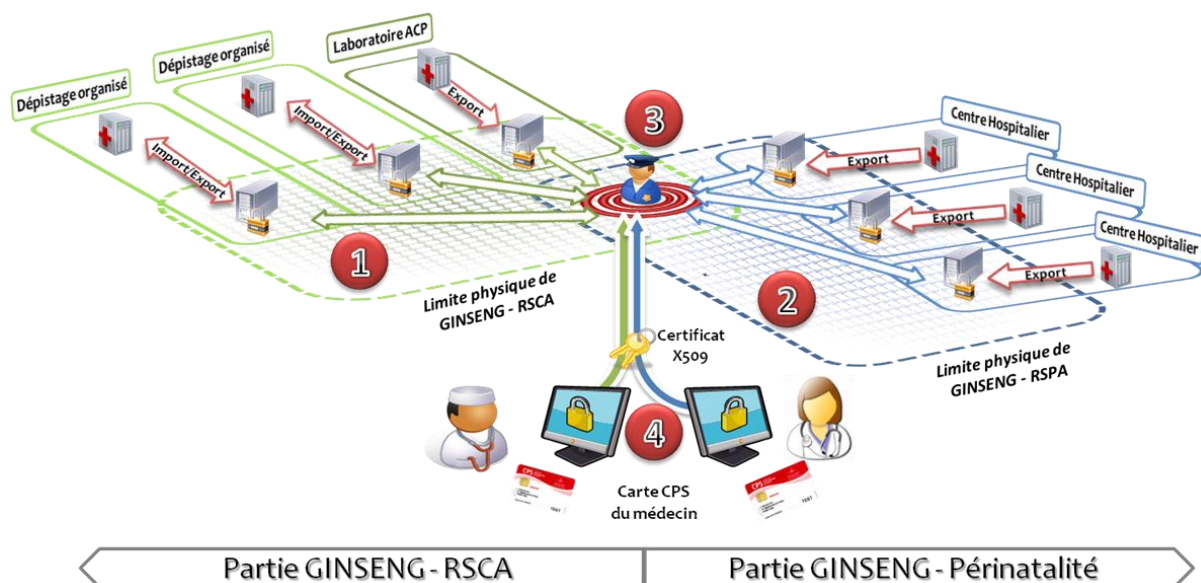 Laboratoire ACP
Dépistage organisé
Dépistage organisé
Export
Import/Export
Import/Export
3
Centre Hospitalier
Export
Centre Hospitalier
Export
Centre Hospitalier
Export
1
2
Limite physique de
GINSENG - RSCA
Limite physique de
GINSENG - RSPA
Certificat
X509
4
CPS
CPS
TEST
Carte CPS
du médecin
Partie GINSENG - RSCA
Partie GINSENG - Périnatalité